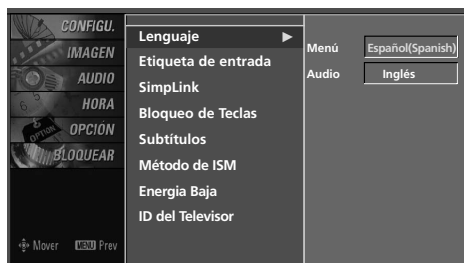 CONFIGU.
IMAGEN
AUDIO
HORA
OPCIÓN
BLOQUEAR
Mover MENU Prev
Lenguaje ▶
Etiqueta de entrada
SimpLink
Bloqueo de Teclas
Subtítulos
Método de ISM
Energia Baja
ID del Televisor
Menú Español(Spanish)
Audio Inglés